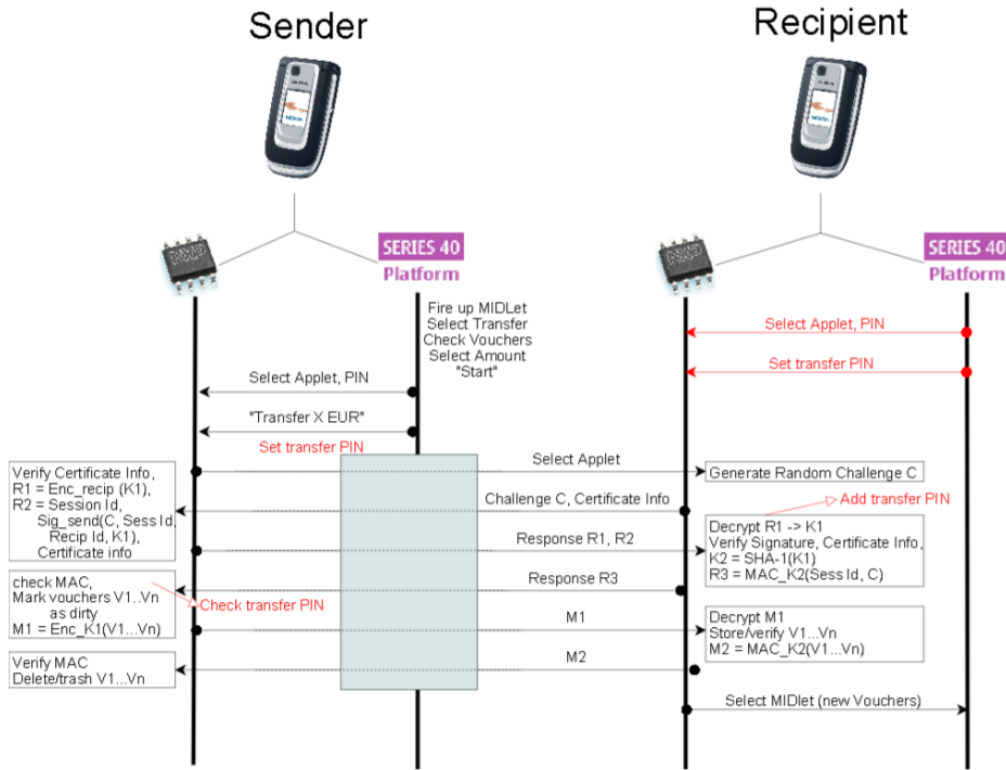 Sender
Recipient
SERIES 40
Platform
SERIES 40
Platform
Fire up MIDLet
Select Transfer
Check Vouchers
Select Amount
"Start"
Select Applet, PIN
Set transfer PIN
Select Applet, PIN
"Transfer X EUR"
Set transfer PIN
Verify Certificate Info,
R1 = Enc_recip (K1),
R2 = Session Id,
Sig_send(C, Sess Id,
Recip Id, K1),
Certificate info
Select Applet
Generate Random Challenge C
Challenge C, Certificate Info
Add transfer PIN
Response R1, R2
Decrypt R1 -> K1
Verify Signature, Certificate Info,
K2 = SHA-1(K1)
R3 = MAC_K2(Sess Id, C)
check MAC,
Mark vouchers V1..Vn
as dirty
M1 = Enc_K1(V1...Vn)
Response R3
Check transfer PIN
M1
Decrypt M1
Store/verify V1...Vn
M2 = MAC_K2(V1...Vn)
Verify MAC
Delete/trash V1...Vn
M2
Select MIDlet (new Vouchers)